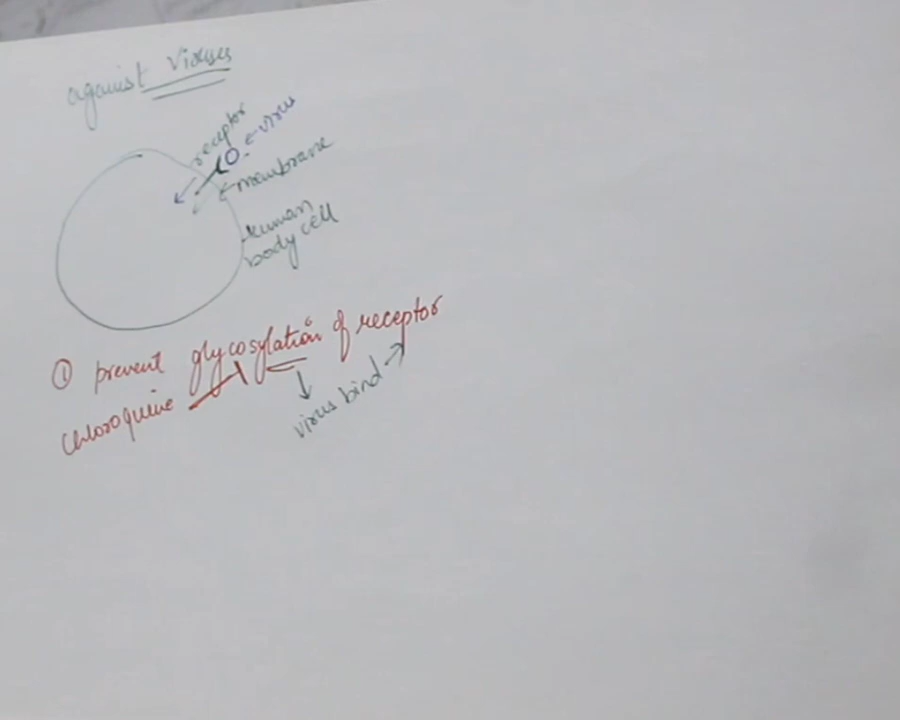 against Viruses
receptor
virus
membrane
human
body cell
① prevent glycosylation of receptor
chloroquine
virus bind